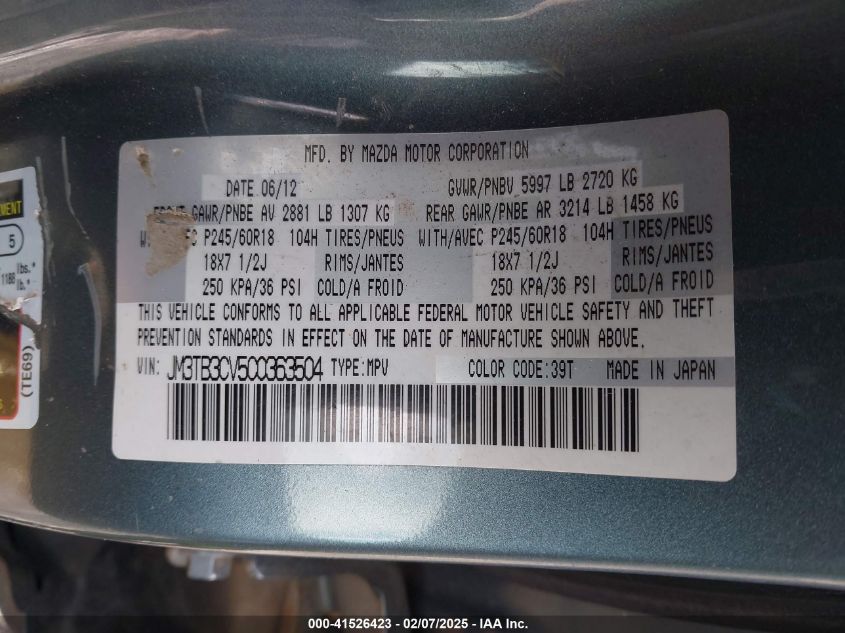 MFD. BY MAZDA MOTOR CORPORATION
DATE 06/12 GVWR/PNBV 5997 LB 2720 KG
FRONT GAWR/PNBE AV 2881 LB 1307 KG REAR GAWR/PNBE AR 3214 LB 1458 KG
P245/60R18 104H TIRES/PNEUS WITH/AVEC P245/60R18 104H TIRES/PNEUS
18X7 1/2J RIMS/JANTES 18X7 1/2J RIMS/JANTES
250 KPA/36 PSI COLD/A FROID 250 KPA/36 PSI COLD/A FROID
THIS VEHICLE CONFORMS TO ALL APPLICABLE FEDERAL MOTOR VEHICLE SAFETY AND THEFT
PREVENTION STANDARDS IN EFFECT ON THE DATE OF MANUFACTURE SHOWN ABOVE.
VIN: JM3TB3CV5C0363504 TYPE:MPV COLOR CODE:39T MADE IN JAPAN
5
1188 lbs.*
lb.*
(TE69)
000-41526423 - 02/07/2025 - IAA Inc.